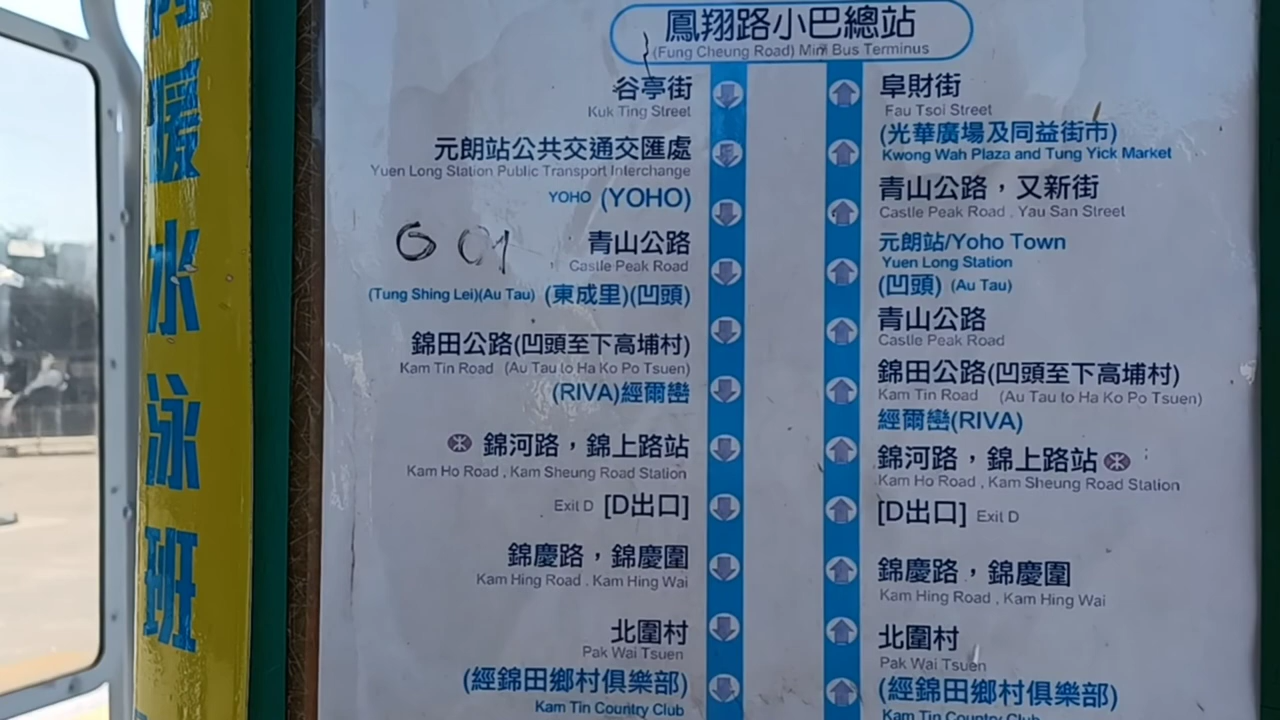 鳳翔路小巴總站
(Fung Cheung Road) Mini Bus Terminus
谷亭街
Kuk Ting Street
元朗站公共交通交匯處
Yuen Long Station Public Transport Interchange
YOHO (YOHO)
青山公路
Castle Peak Road
(Tung Shing Lei)(Au Tau) (東成里)(凹頭)
錦田公路(凹頭至下高埔村)
Kam Tin Road (Au Tau to Ha Ko Po Tsuen)
(RIVA)經爾巒
錦河路，錦上路站
Kam Ho Road , Kam Sheung Road Station
Exit D [D出口]
錦慶路，錦慶圍
Kam Hing Road , Kam Hing Wai
北圍村
Pak Wai Tsuen
(經錦田鄉村俱樂部)
Kam Tin Country Club
阜財街
Fau Tsoi Street
(光華廣場及同益街市)
Kwong Wah Plaza and Tung Yick Market
青山公路，又新街
Castle Peak Road , Yau San Street
元朗站/Yoho Town
Yuen Long Station
(凹頭) (Au Tau)
青山公路
Castle Peak Road
錦田公路(凹頭至下高埔村)
Kam Tin Road (Au Tau to Ha Ko Po Tsuen)
經爾巒(RIVA)
錦河路，錦上路站
Kam Ho Road , Kam Sheung Road Station
[D出口] Exit D
錦慶路，錦慶圍
Kam Hing Road , Kam Hing Wai
北圍村
Pak Wai Tsuen
(經錦田鄉村俱樂部)
Kam Tin Country Club
暖水泳班